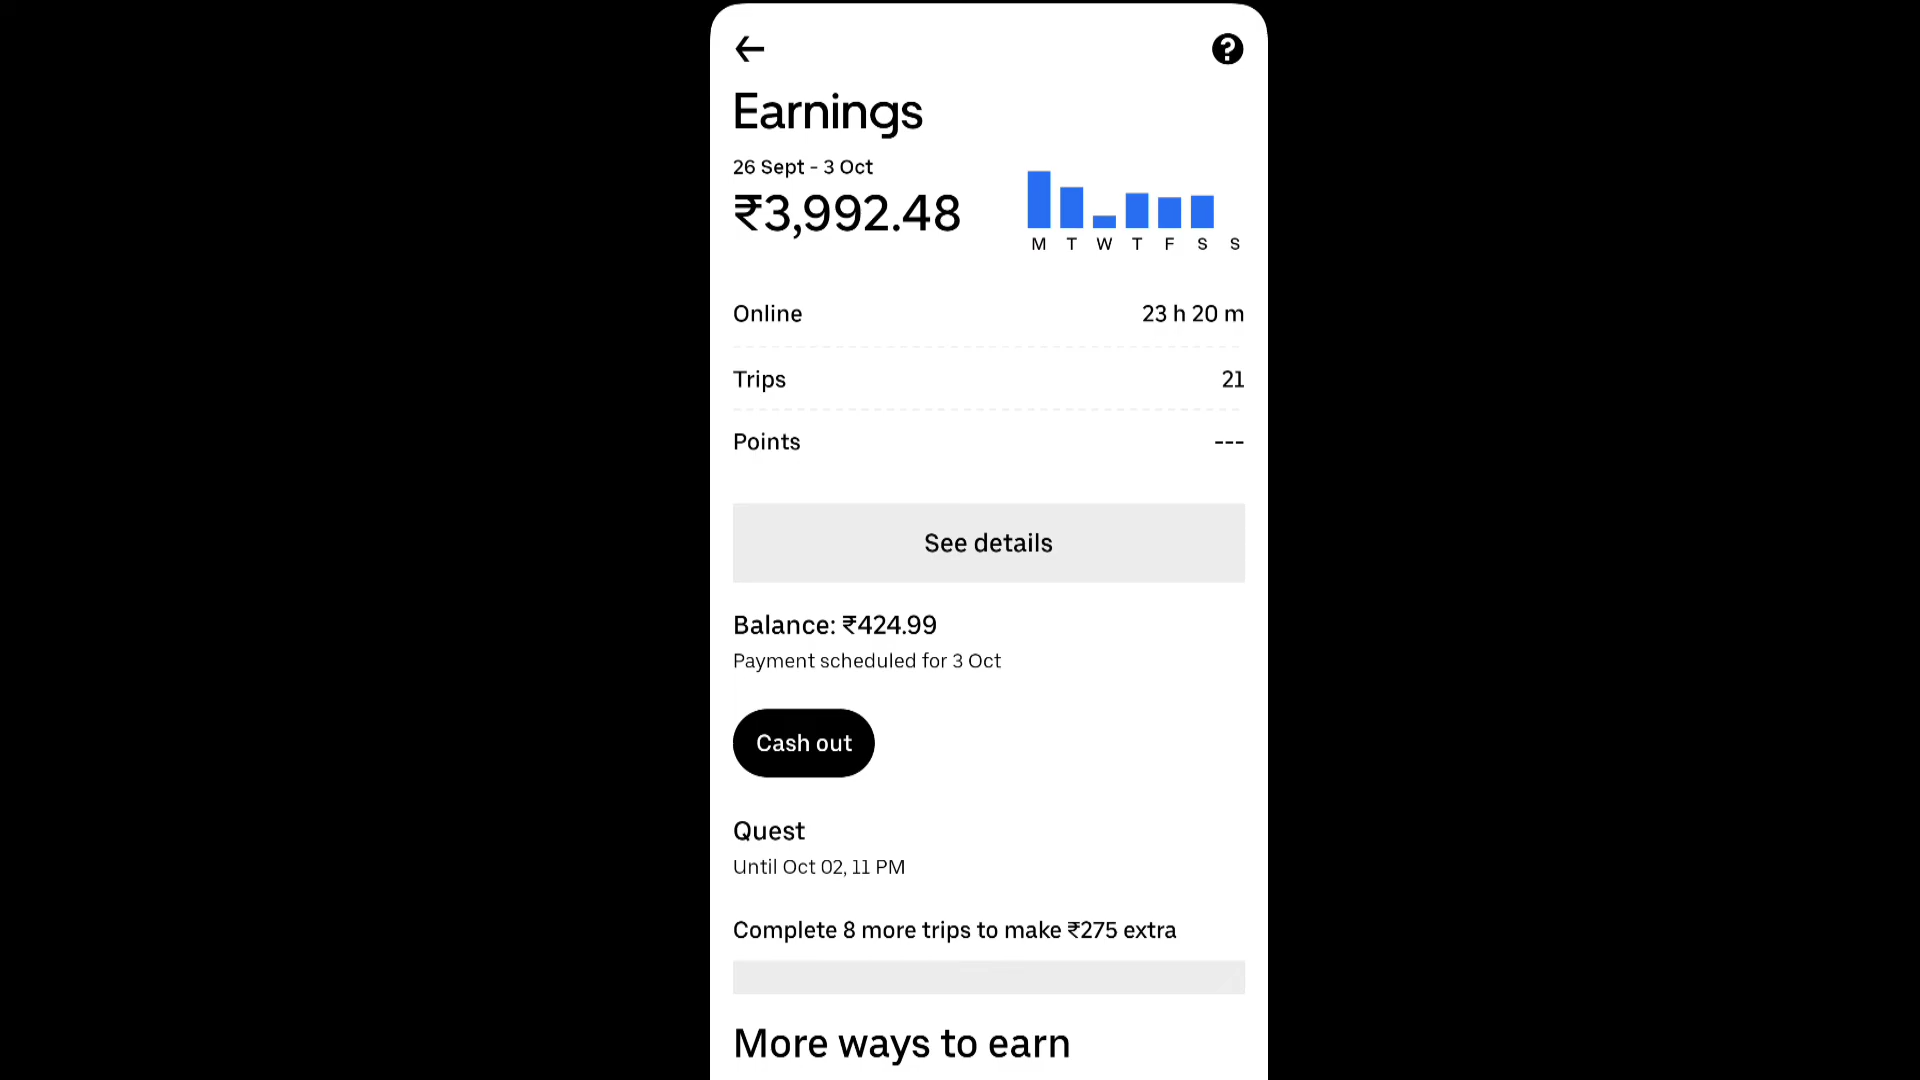 Earnings
26 Sept - 3 Oct
₹3,992.48
M T W T F S S
Online 23 h 20 m
Trips 21
Points ---
See details
Balance: ₹424.99
Payment scheduled for 3 Oct
Cash out
Quest
Until Oct 02, 11 PM
Complete 8 more trips to make ₹275 extra
More ways to earn